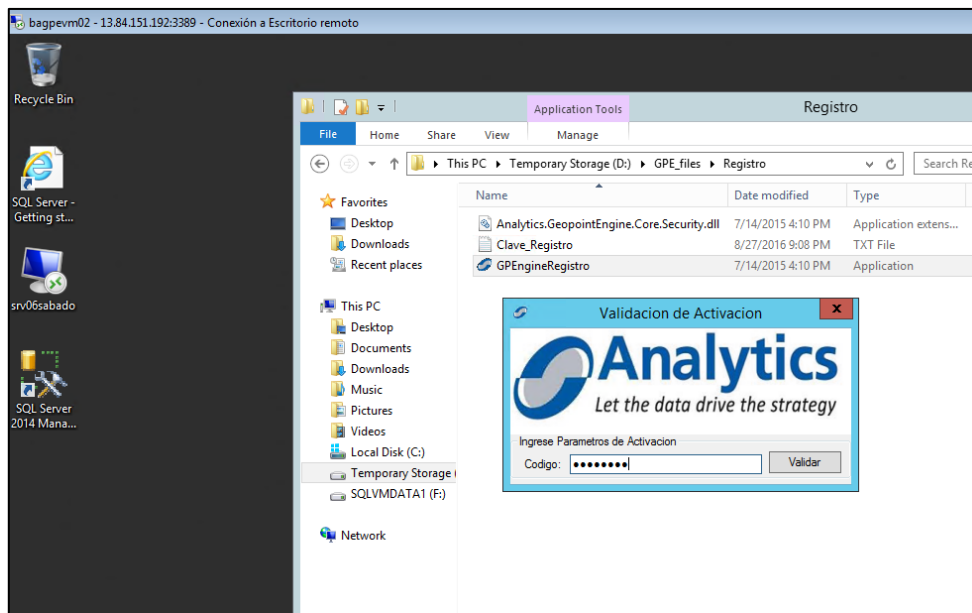 bagpevm02 - 13.84.151.192:3389 - Conexión a Escritorio remoto
Recycle Bin
SQL Server -
Getting st...
srv06sabado
SQL Server
2014 Mana...
Application Tools
Registro
File
Home
Share
View
Manage
This PC
Temporary Storage (D:)
GPE_files
Registro
Search Re
Favorites
Desktop
Downloads
Recent places
This PC
Desktop
Documents
Downloads
Music
Pictures
Videos
Local Disk (C:)
Temporary Storage (
SQLVMDATA1 (F:)
Network
Name
Date modified
Type
Analytics.GeopointEngine.Core.Security.dll 7/14/2015 4:10 PM Application extens...
Clave_Registro 8/27/2016 9:08 PM TXT File
GPEngineRegistro 7/14/2015 4:10 PM Application
Validacion de Activacion
x
Analytics
Let the data drive the strategy
Ingrese Parametros de Activacion
Codigo: ●●●●●●●● Validar